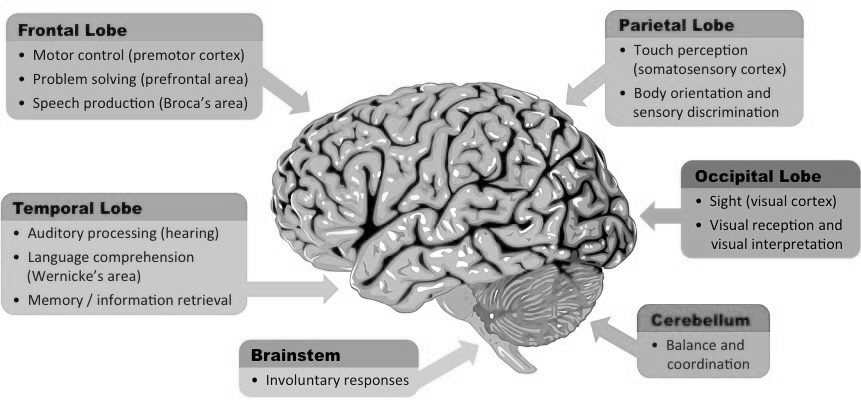 Frontal Lobe
• Motor control (premotor cortex)
• Problem solving (prefrontal area)
• Speech production (Broca's area)
Parietal Lobe
• Touch perception
(somatosensory cortex)
• Body orientation and
sensory discrimination
Temporal Lobe
• Auditory processing (hearing)
• Language comprehension
(Wernicke's area)
• Memory / information retrieval
Occipital Lobe
• Sight (visual cortex)
• Visual reception and
visual interpretation
Brainstem
• Involuntary responses
Cerebellum
• Balance and
coordination